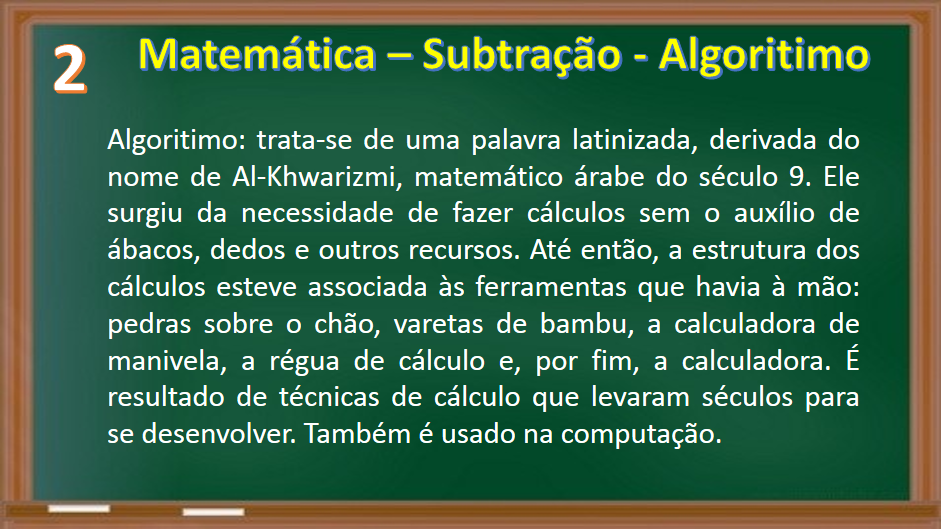 2
Matemática – Subtração - Algoritimo
Algoritimo: trata-se de uma palavra latinizada, derivada do
nome de Al-Khwarizmi, matemático árabe do século 9. Ele
surgiu da necessidade de fazer cálculos sem o auxílio de
ábacos, dedos e outros recursos. Até então, a estrutura dos
cálculos esteve associada às ferramentas que havia à mão:
pedras sobre o chão, varetas de bambu, a calculadora de
manivela, a régua de cálculo e, por fim, a calculadora. É
resultado de técnicas de cálculo que levaram séculos para
se desenvolver. Também é usado na computação.